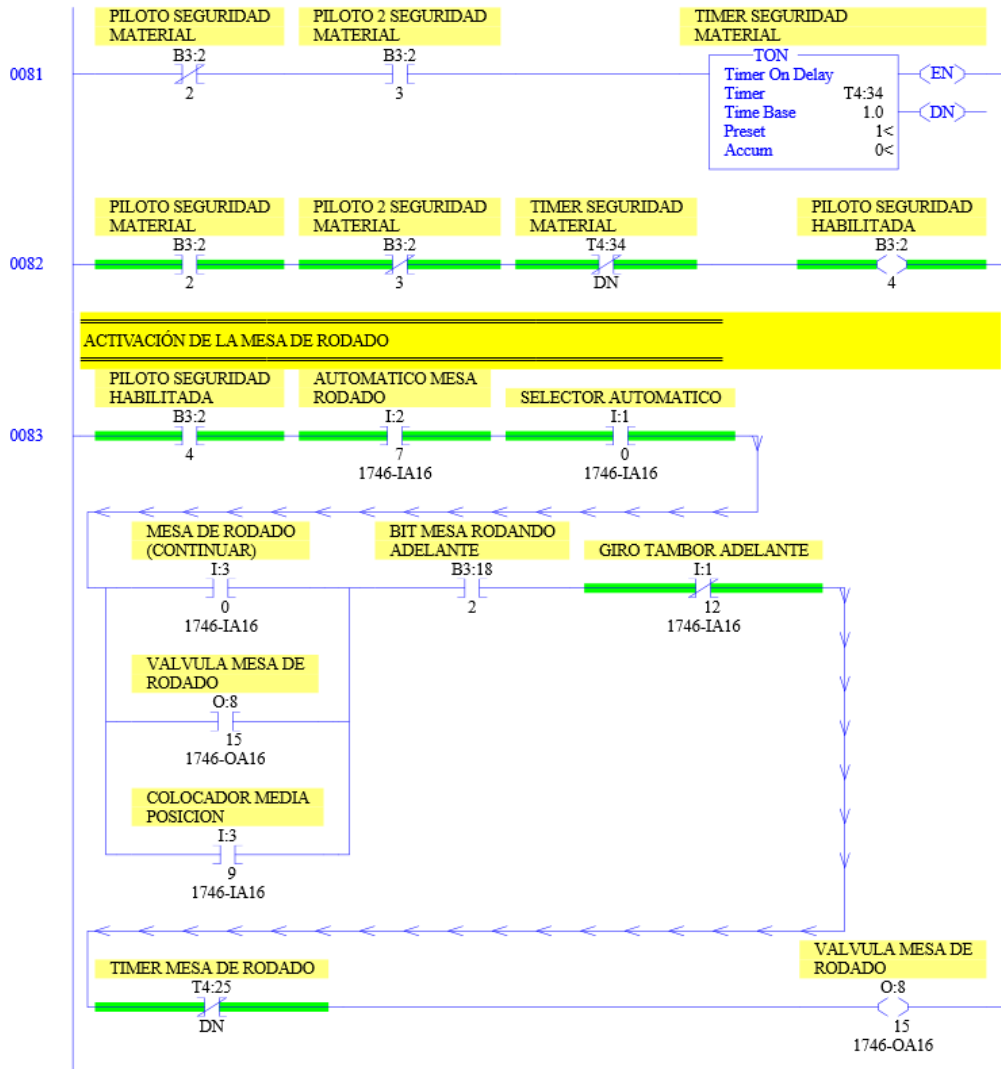 PILOTO SEGURIDAD MATERIAL
B3:2
2
PILOTO 2 SEGURIDAD MATERIAL
B3:2
3
TIMER SEGURIDAD MATERIAL
0081
TON
Timer On Delay
Timer T4:34
Time Base 1.0
Preset 1<
Accum 0<
EN
DN
PILOTO SEGURIDAD MATERIAL
B3:2
2
PILOTO 2 SEGURIDAD MATERIAL
B3:2
3
TIMER SEGURIDAD MATERIAL
T4:34
DN
PILOTO SEGURIDAD HABILITADA
B3:2
4
0082
ACTIVACIÓN DE LA MESA DE RODADO
PILOTO SEGURIDAD HABILITADA
B3:2
4
AUTOMATICO MESA RODADO
I:2
7
1746-IA16
SELECTOR AUTOMATICO
I:1
0
1746-IA16
0083
MESA DE RODADO (CONTINUAR)
I:3
0
1746-IA16
BIT MESA RODANDO ADELANTE
B3:18
2
GIRO TAMBOR ADELANTE
I:1
12
1746-IA16
VALVULA MESA DE RODADO
O:8
15
1746-OA16
COLOCADOR MEDIA POSICION
I:3
9
1746-IA16
TIMER MESA DE RODADO
T4:25
DN
VALVULA MESA DE RODADO
O:8
15
1746-OA16